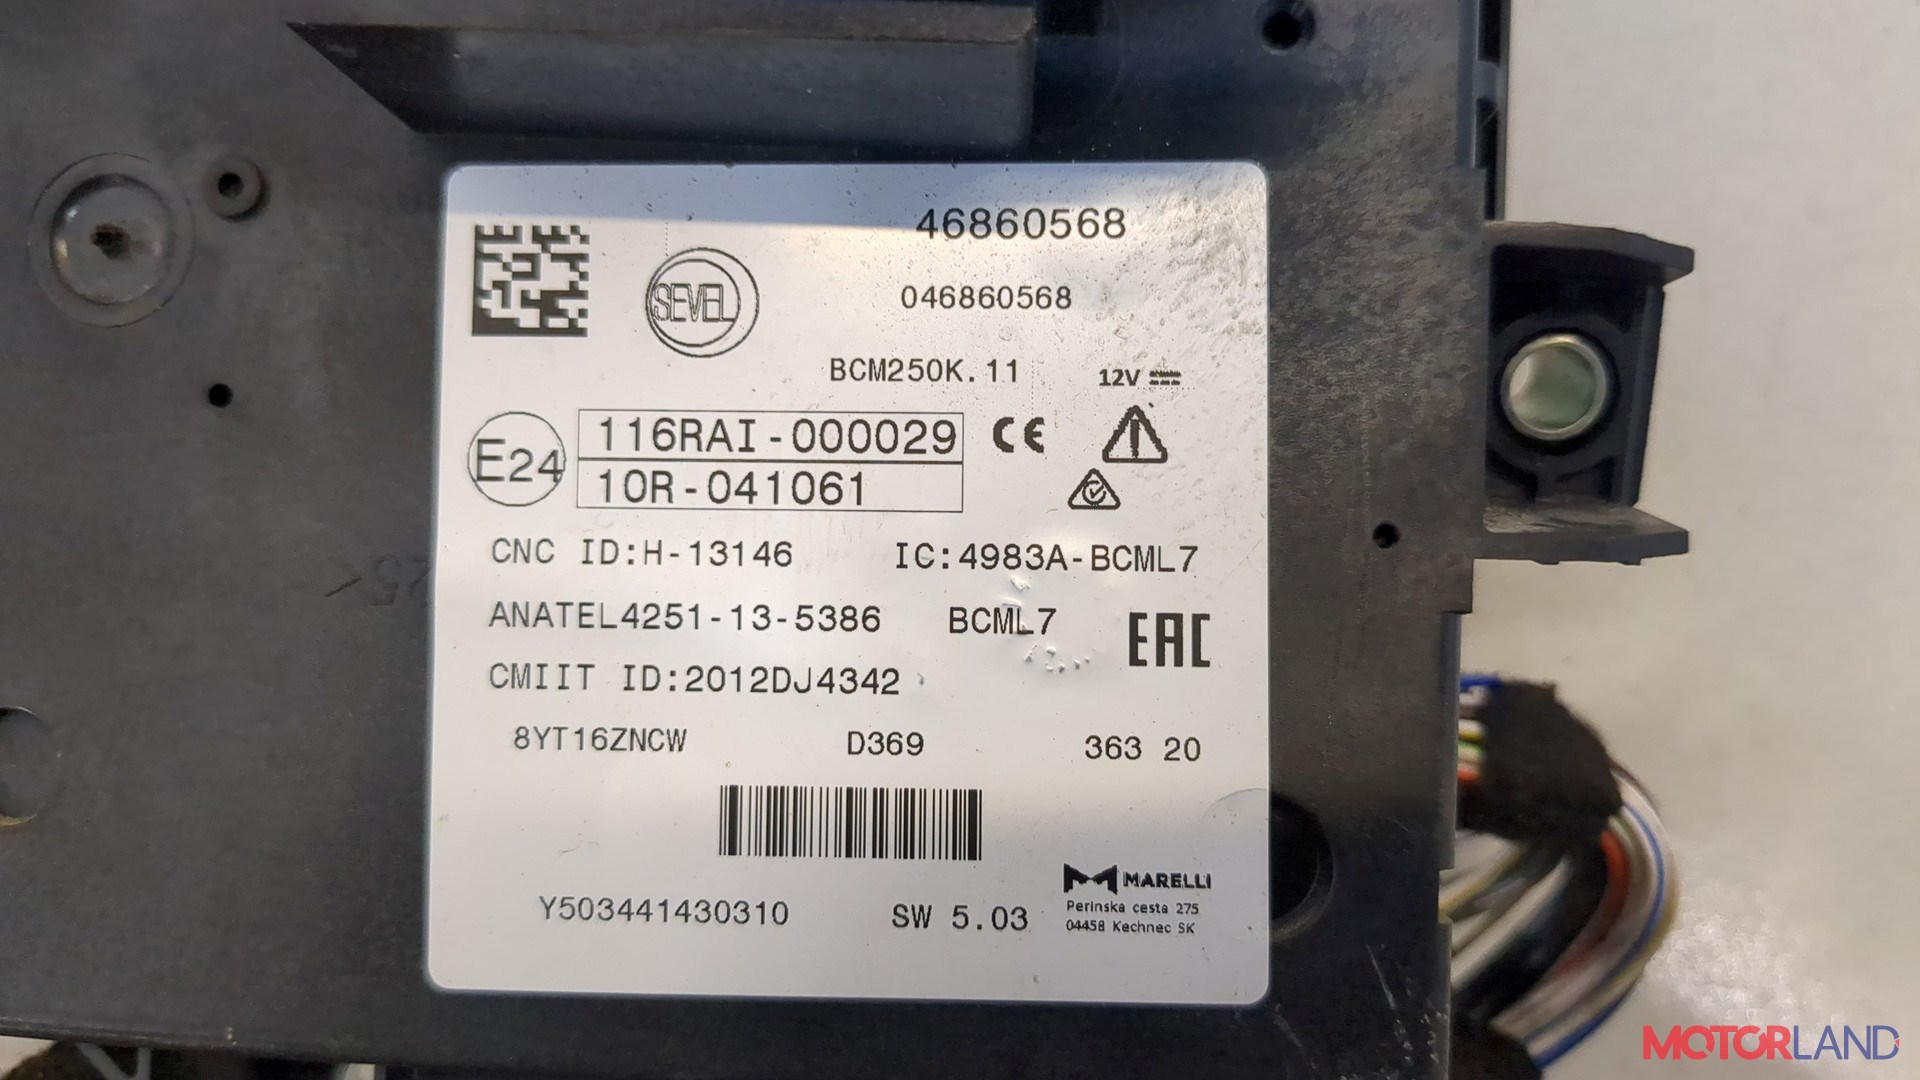 46860568
SEVEL
046860568
BCM250K.11
12V
E24
116RAI-000029
10R-041061
CE
CNC ID:H-13146
IC:4983A-BCML7
ANATEL4251-13-5386
BCML7
EAC
CMIIT ID:2012DJ4342
8YT16ZNCW
D369
363 20
MARELLI
Perinska cesta 275
04458 Kechnec SK
Y503441430310
SW 5.03
MOTORLAND